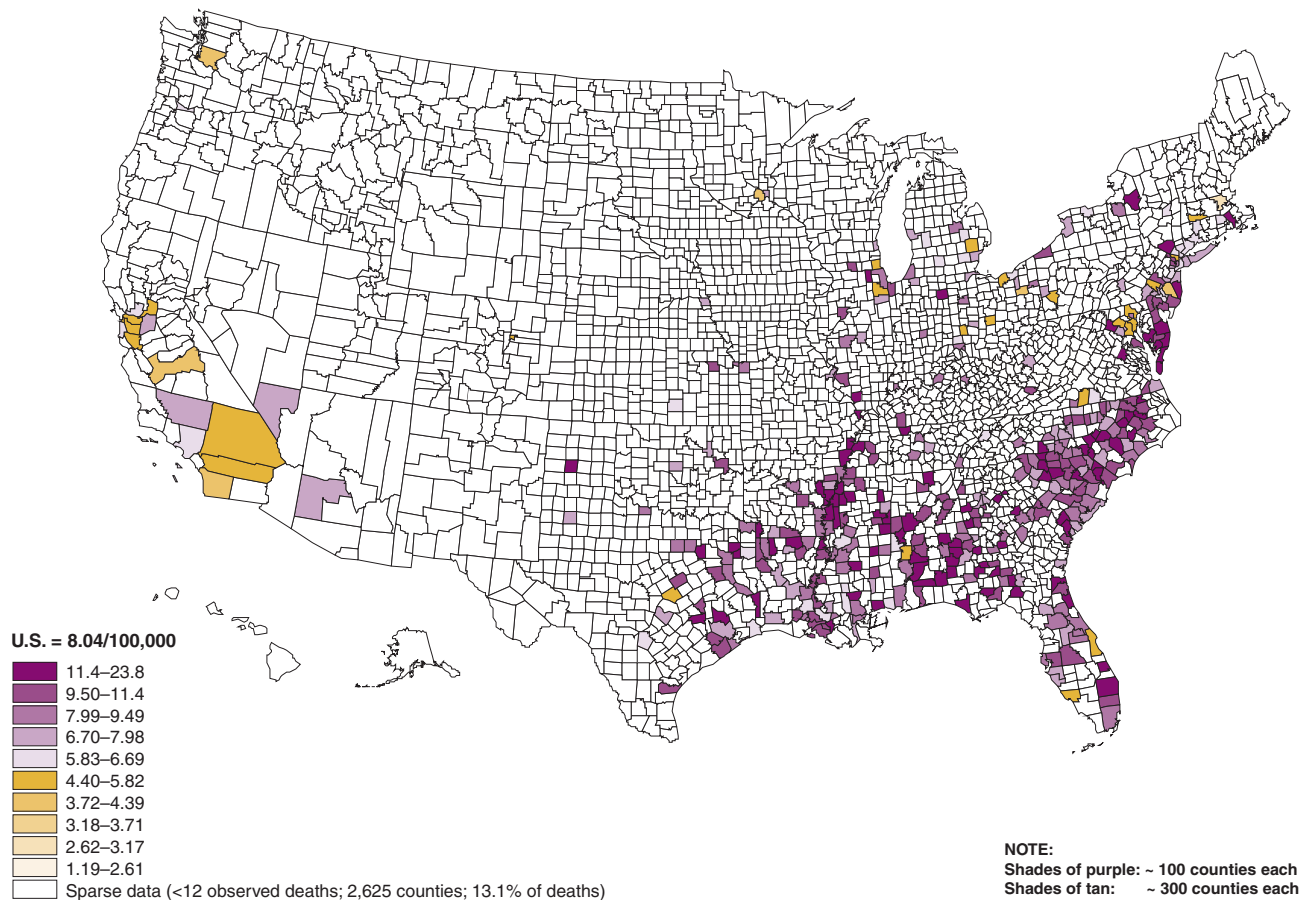 U.S. = 8.04/100,000
11.4–23.8
9.50–11.4
7.99–9.49
6.70–7.98
5.83–6.69
4.40–5.82
3.72–4.39
3.18–3.71
2.62–3.17
1.19–2.61
Sparse data (<12 observed deaths; 2,625 counties; 13.1% of deaths)
NOTE:
Shades of purple: ~ 100 counties each
Shades of tan: ~ 300 counties each